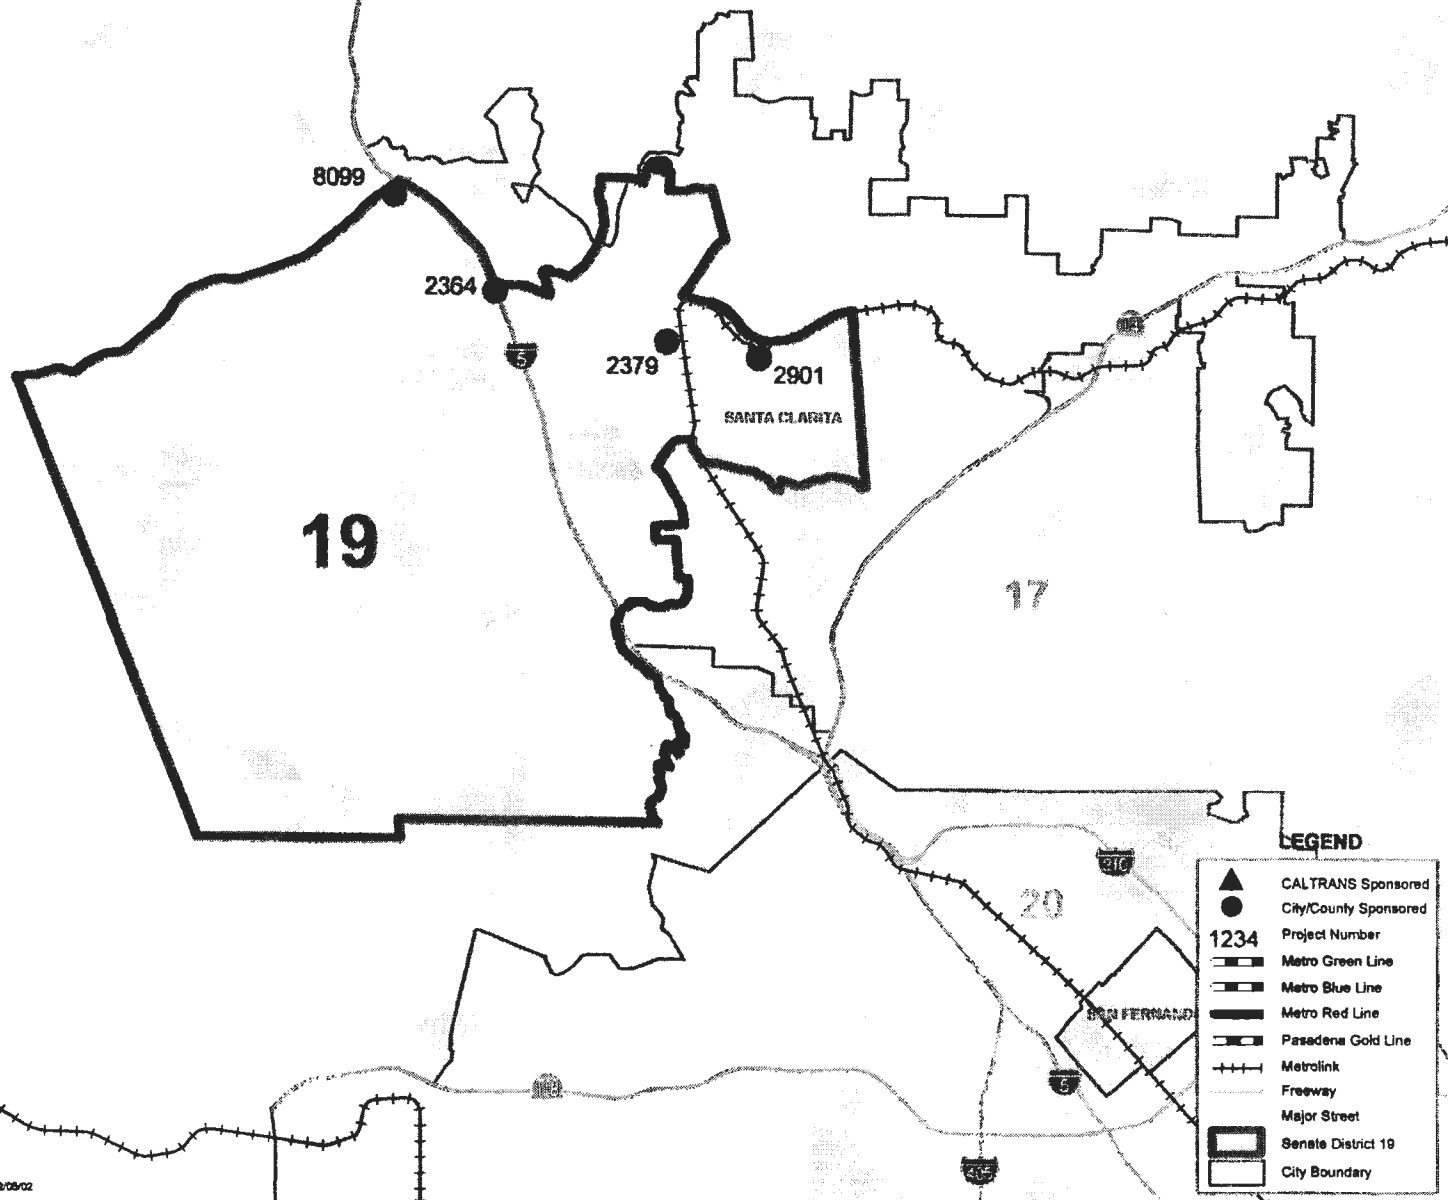 8099
2364
5
2379
2901
SANTA CLARITA
19
17
LEGEND
CALTRANS Sponsored
City/County Sponsored
1234 Project Number
Metro Green Line
Metro Blue Line
Metro Red Line
Pasadena Gold Line
Metrolink
Freeway
Major Street
Senate District 19
City Boundary
210
20
SAN FERNAND
5
405